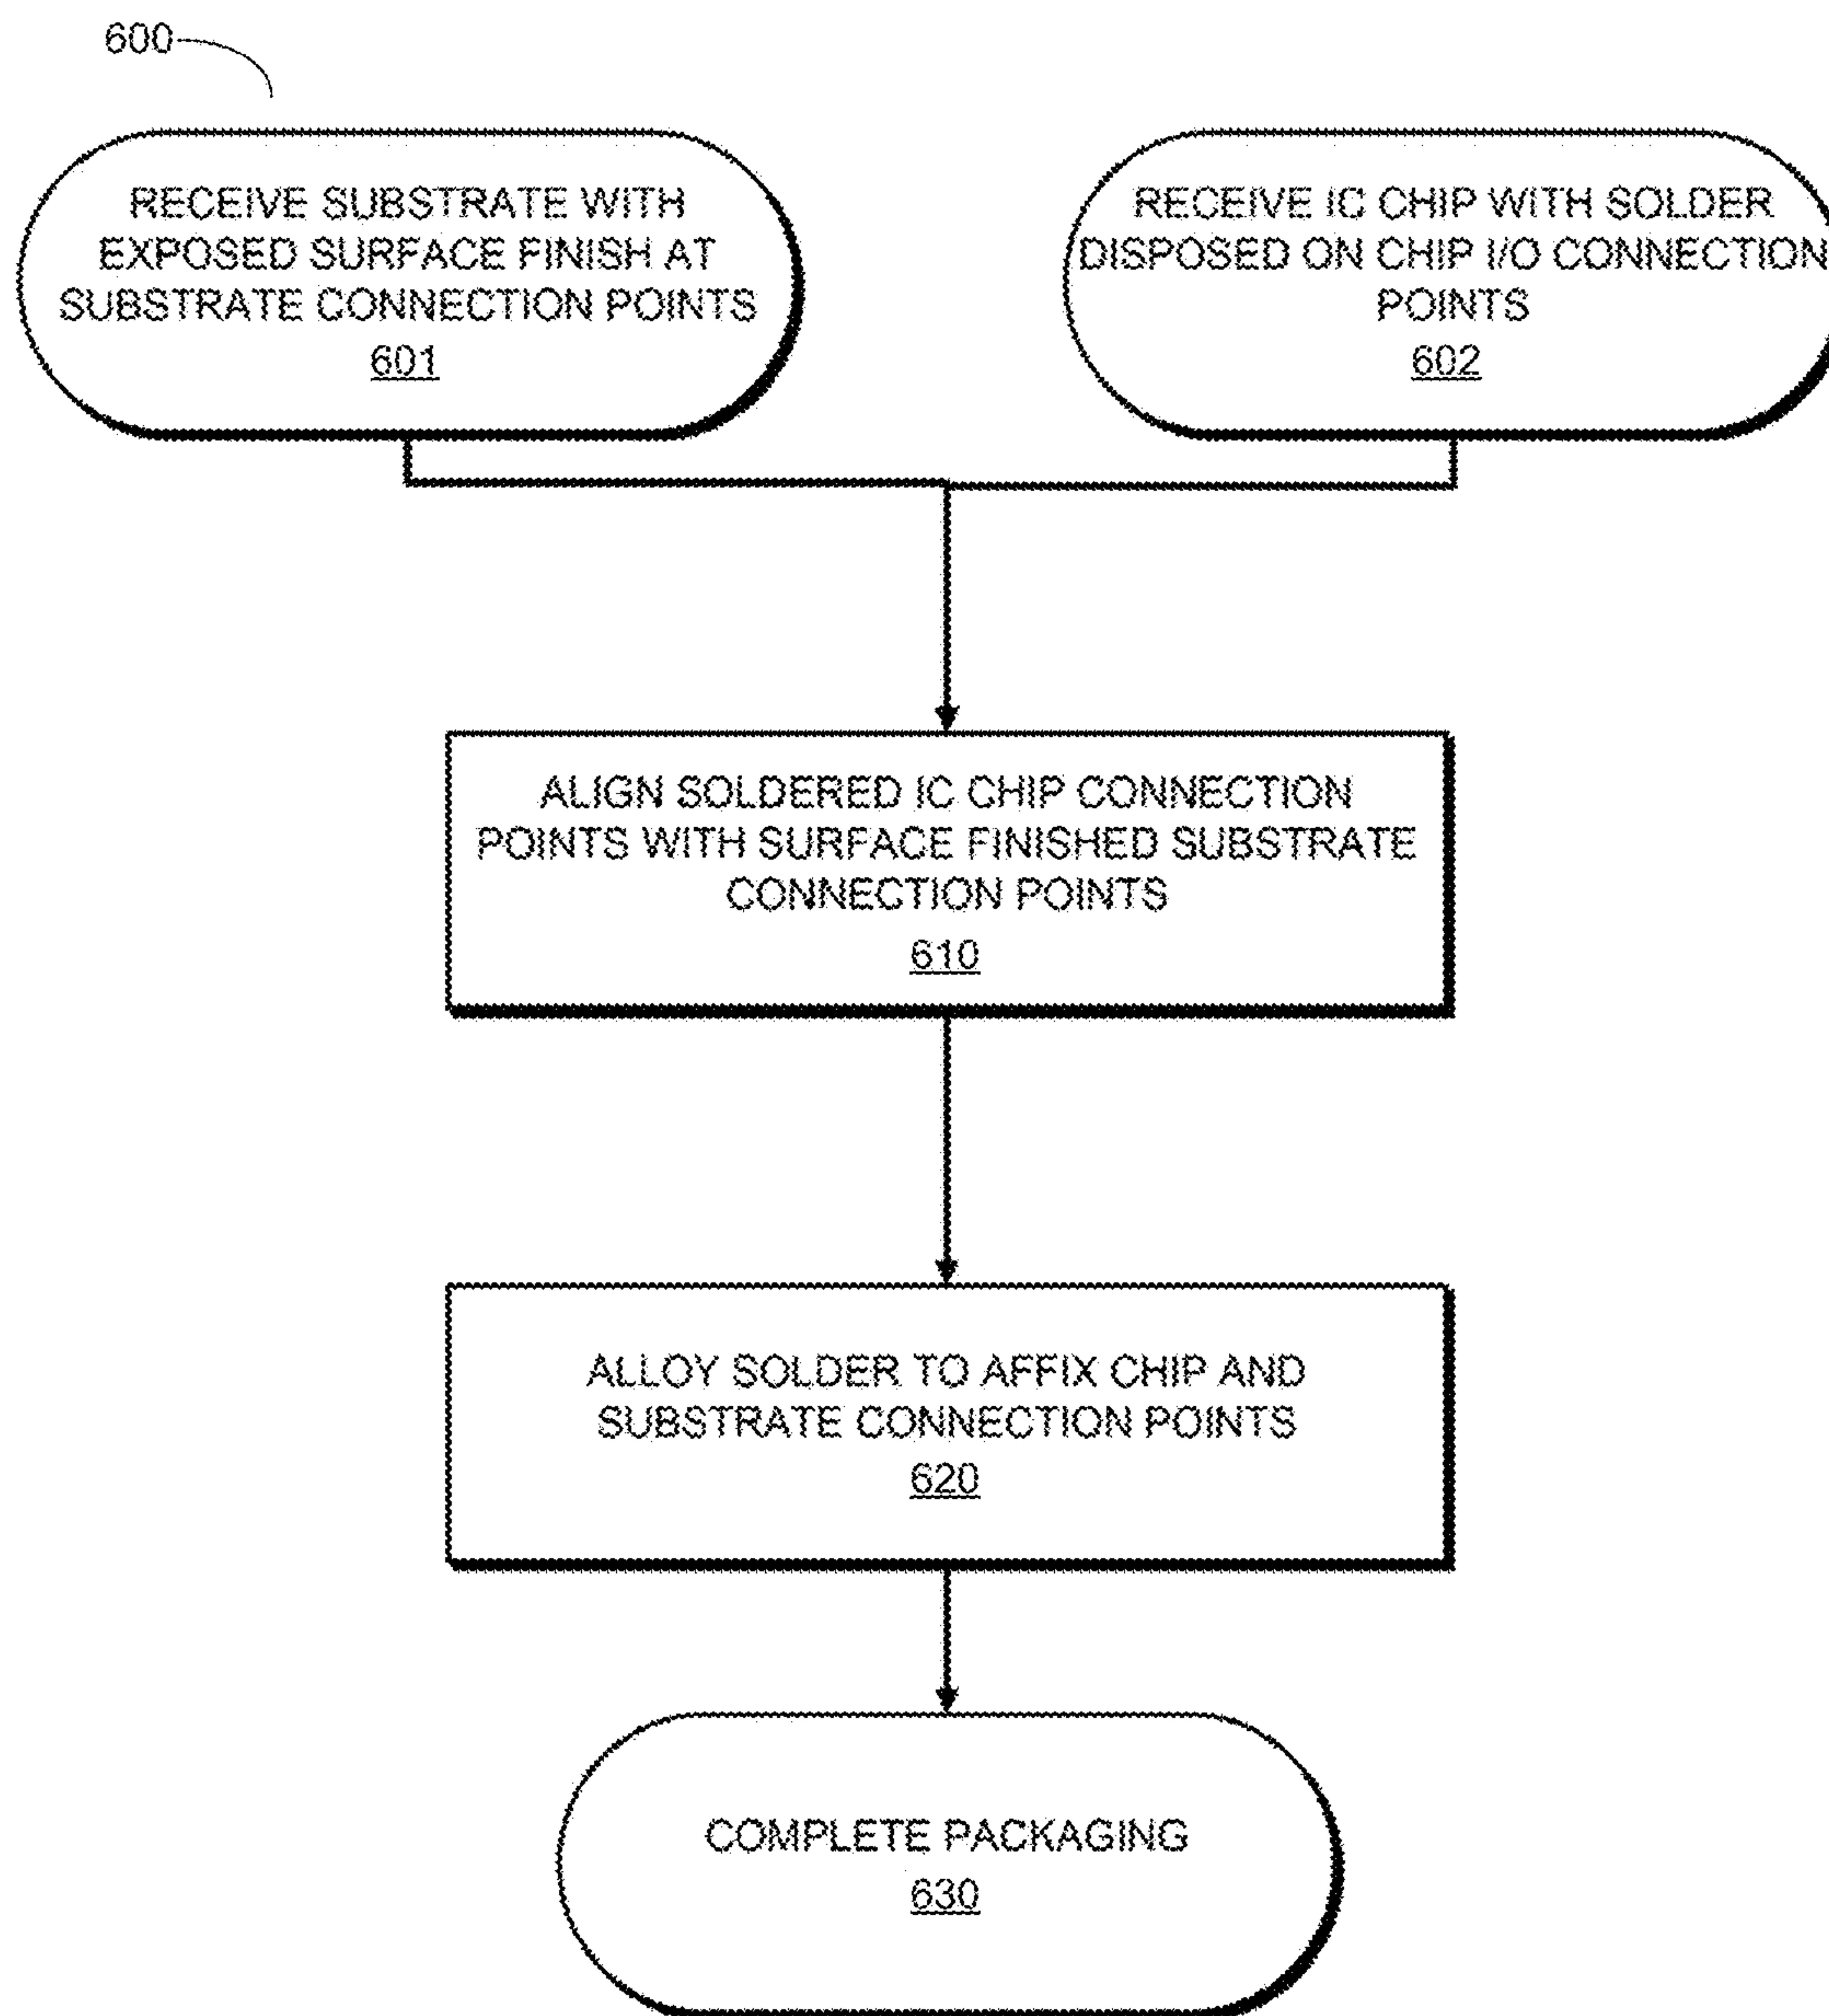 600
RECEIVE SUBSTRATE WITH
EXPOSED SURFACE FINISH AT
SUBSTRATE CONNECTION POINTS
601
RECEIVE IC CHIP WITH SOLDER
DISPOSED ON CHIP I/O CONNECTION
POINTS
602
ALIGN SOLDERED IC CHIP CONNECTION
POINTS WITH SURFACE FINISHED SUBSTRATE
CONNECTION POINTS
610
ALLOY SOLDER TO AFFIX CHIP AND
SUBSTRATE CONNECTION POINTS
620
COMPLETE PACKAGING
630